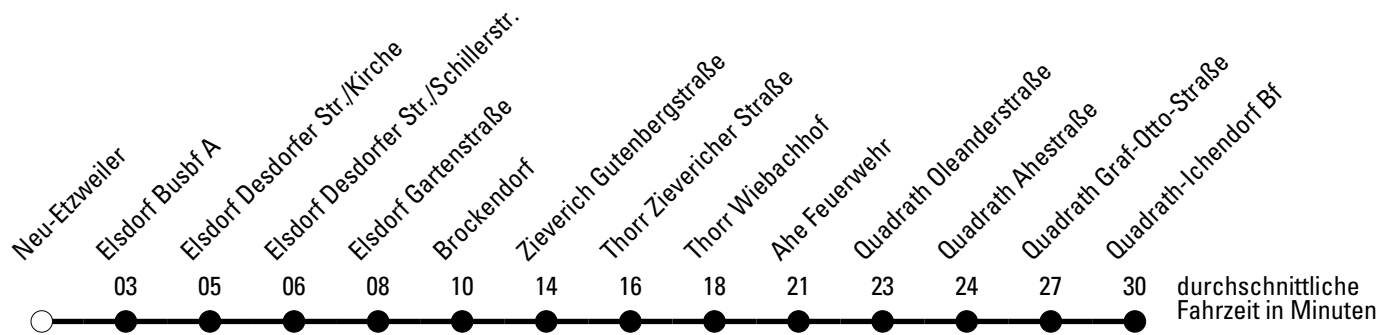 Neu-Etzweiler
Elsdorf Busbf A
Elsdorf Desdorfer Str./Kirche
Elsdorf Desdorfer Str./Schillerstr.
Elsdorf Gartenstraße
Brockendorf
Zieverich Gutenbergstraße
Thorr Zievericher Straße
Thorr Wiebachhof
Ahe Feuerwehr
Quadrath Oleanderstraße
Quadrath Ahestraße
Quadrath Graf-Otto-Straße
Quadrath-Ichendorf Bf
03 05 06 08 10 14 16 18 21 23 24 27 30 durchschnittliche
Fahrzeit in Minuten